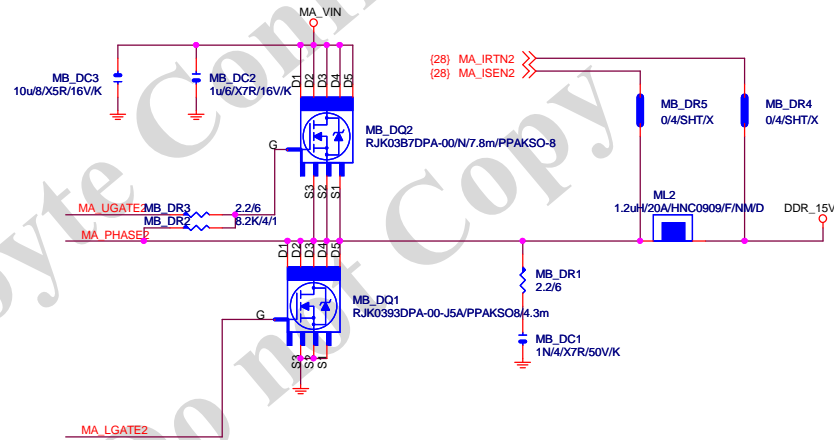 MA_VIN
MB_DC3
10u/8/X5R/16V/K
MB_DC2
1u/6/X7R/16V/K
D1
D2
D3
D4
D5
MB_DQ2
RJK03B7DPA-00/N/7.8m/PPAKSO-8
G
S3
S2
S1
{28} MA_IRTN2
{28} MA_ISEN2
MB_DR5
0/4/SHT/X
MB_DR4
0/4/SHT/X
MA_UGATE2
MB_DR3
2.2/6
MB_DR2
8.2K/4/1
MA_PHASE2
ML2
1.2uH/20A/HNC0909/F/NM/D
DDR_15V
D1
D2
D3
D4
D5
MB_DQ1
RJK0393DPA-00-J5A/PPAKSO8/4.3m
G
S3
S2
S1
MB_DR1
2.2/6
MB_DC1
1N/4/X7R/50V/K
MA_LGATE2
Do not Copy